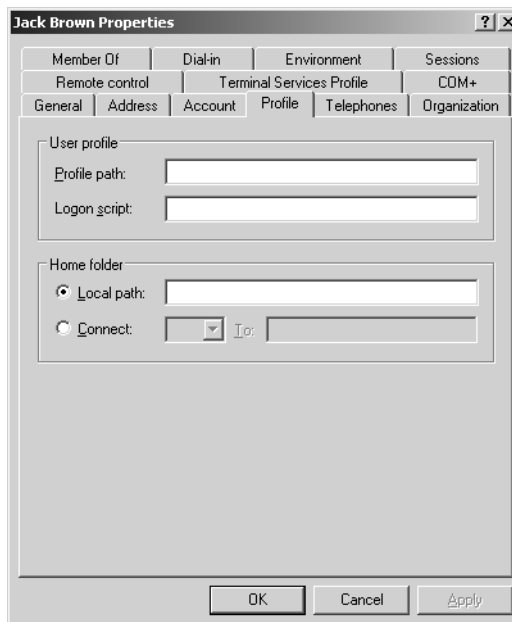 Jack Brown Properties
Member Of Dial-in Environment Sessions
Remote control Terminal Services Profile COM+
General Address Account Profile Telephones Organization
User profile
Profile path:
Logon script:
Home folder
Local path:
Connect: To:
OK Cancel Apply